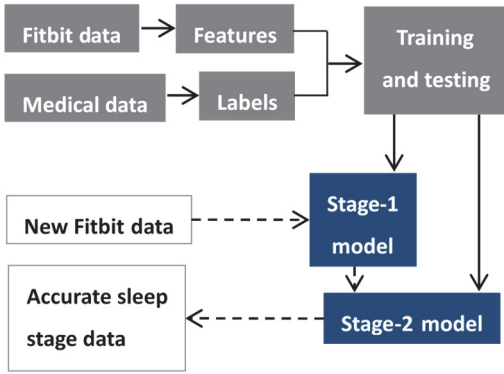 Fitbit data
Features
Training
and testing
Medical data
Labels
Stage-1
model
New Fitbit data
Accurate sleep
stage data
Stage-2 model